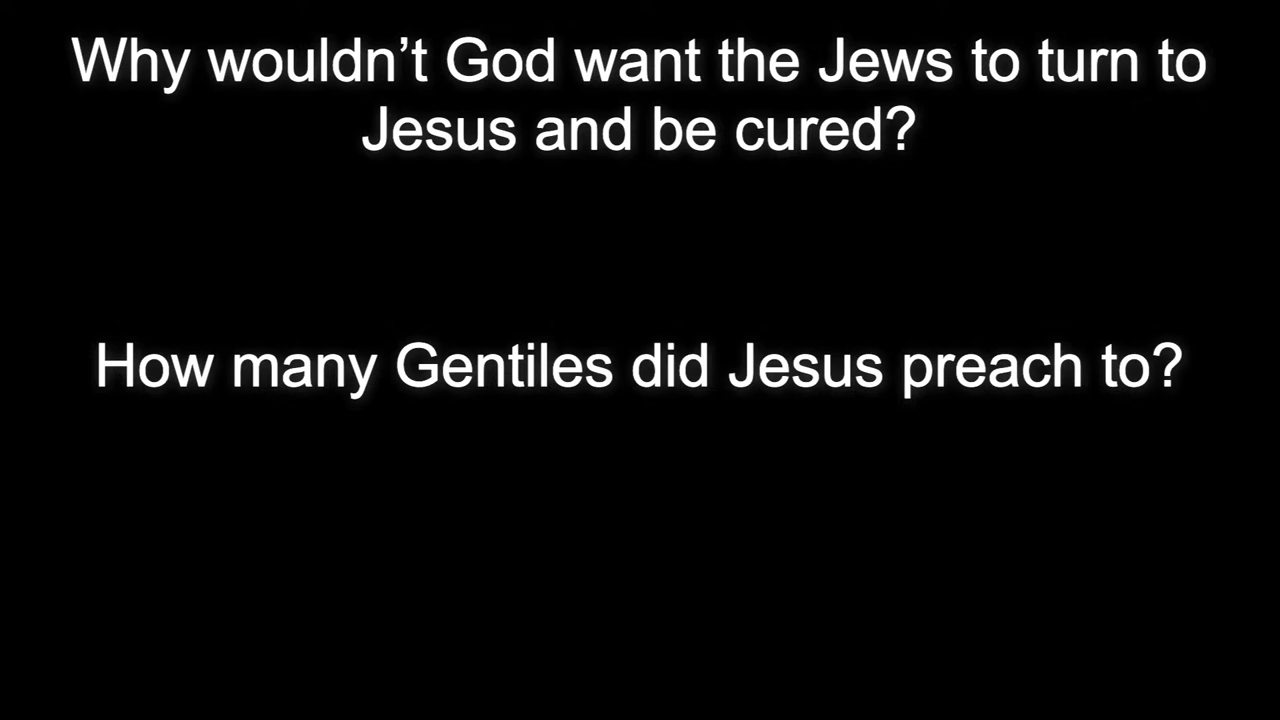 Why wouldn’t God want the Jews to turn to
Jesus and be cured?
How many Gentiles did Jesus preach to?